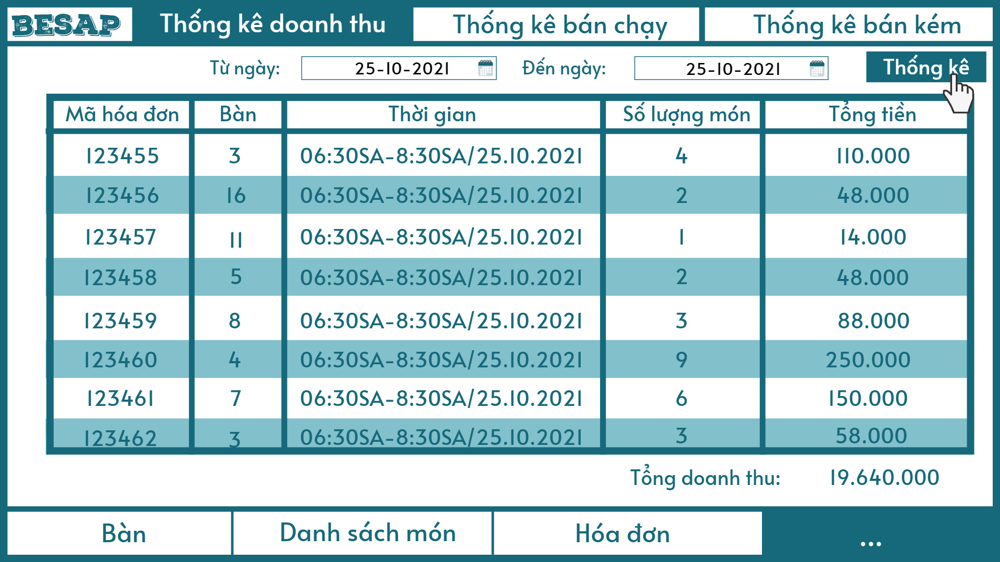 BESAP
Thống kê doanh thu
Thống kê bán chạy
Thống kê bán kém
Từ ngày: 25-10-2021 Đến ngày: 25-10-2021 Thống kê
Mã hóa đơn Bàn Thời gian Số lượng món Tổng tiền
123455 3 06:30SA-8:30SA/25.10.2021 4 110.000
123456 16 06:30SA-8:30SA/25.10.2021 2 48.000
123457 11 06:30SA-8:30SA/25.10.2021 1 14.000
123458 5 06:30SA-8:30SA/25.10.2021 2 48.000
123459 8 06:30SA-8:30SA/25.10.2021 3 88.000
123460 4 06:30SA-8:30SA/25.10.2021 9 250.000
123461 7 06:30SA-8:30SA/25.10.2021 6 150.000
123462 3 06:30SA-8:30SA/25.10.2021 3 58.000
Tổng doanh thu: 19.640.000
Bàn
Danh sách món
Hóa đơn
...